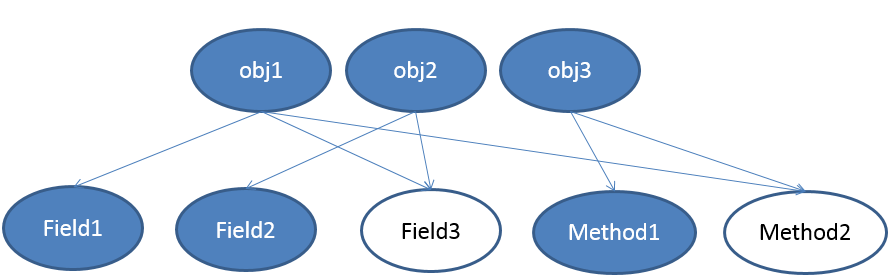 obj1
obj2
obj3
Field1
Field2
Field3
Method1
Method2